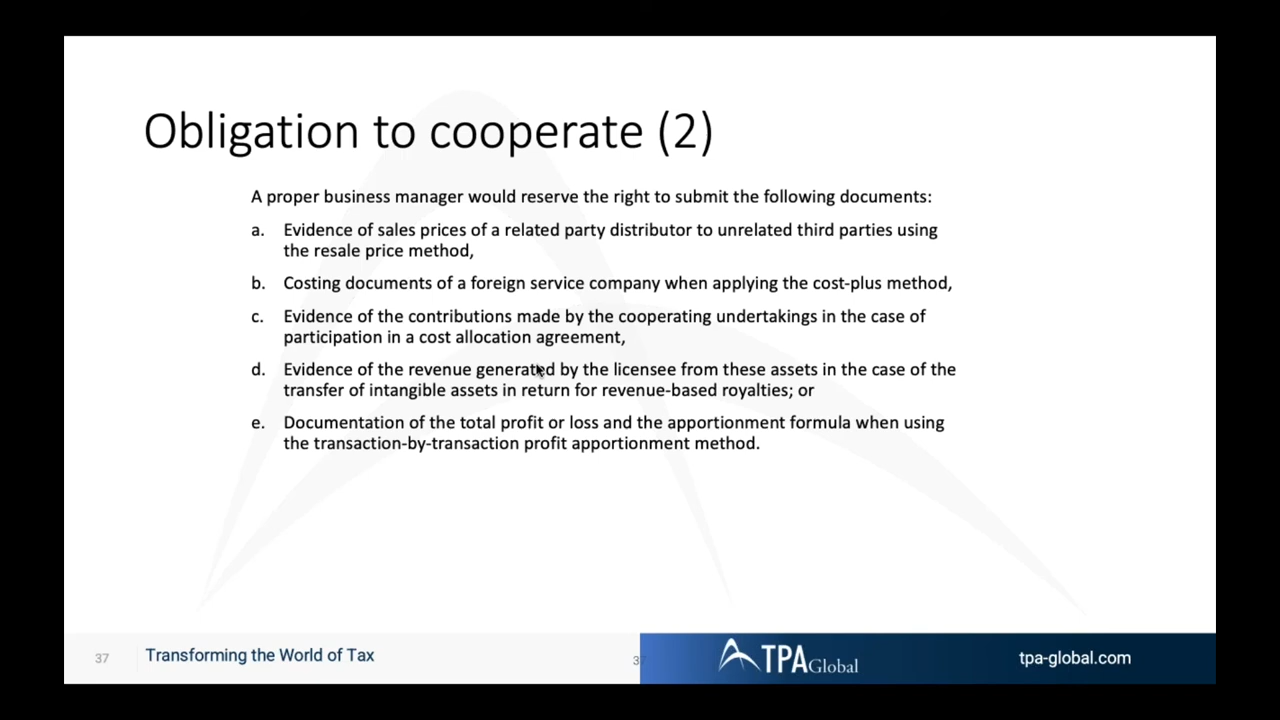 Obligation to cooperate (2)
A proper business manager would reserve the right to submit the following documents:
a. Evidence of sales prices of a related party distributor to unrelated third parties using
the resale price method,
b. Costing documents of a foreign service company when applying the cost-plus method,
c. Evidence of the contributions made by the cooperating undertakings in the case of
participation in a cost allocation agreement,
d. Evidence of the revenue generated by the licensee from these assets in the case of the
transfer of intangible assets in return for revenue-based royalties; or
e. Documentation of the total profit or loss and the apportionment formula when using
the transaction-by-transaction profit apportionment method.
37 Transforming the World of Tax
TPA Global
tpa-global.com